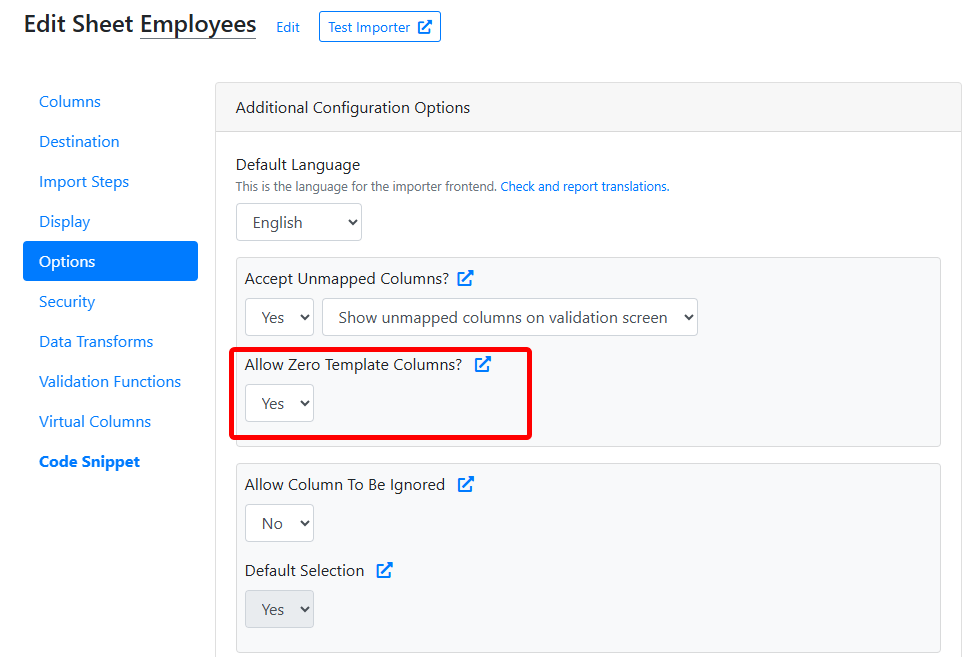 Edit Sheet Employees Edit Test Importer
Columns
Destination
Import Steps
Display
Options
Security
Data Transforms
Validation Functions
Virtual Columns
Code Snippet
Additional Configuration Options
Default Language
This is the language for the importer frontend. Check and report translations.
English
Accept Unmapped Columns?
Yes Show unmapped columns on validation screen
Allow Zero Template Columns?
Yes
Allow Column To Be Ignored
No
Default Selection
Yes